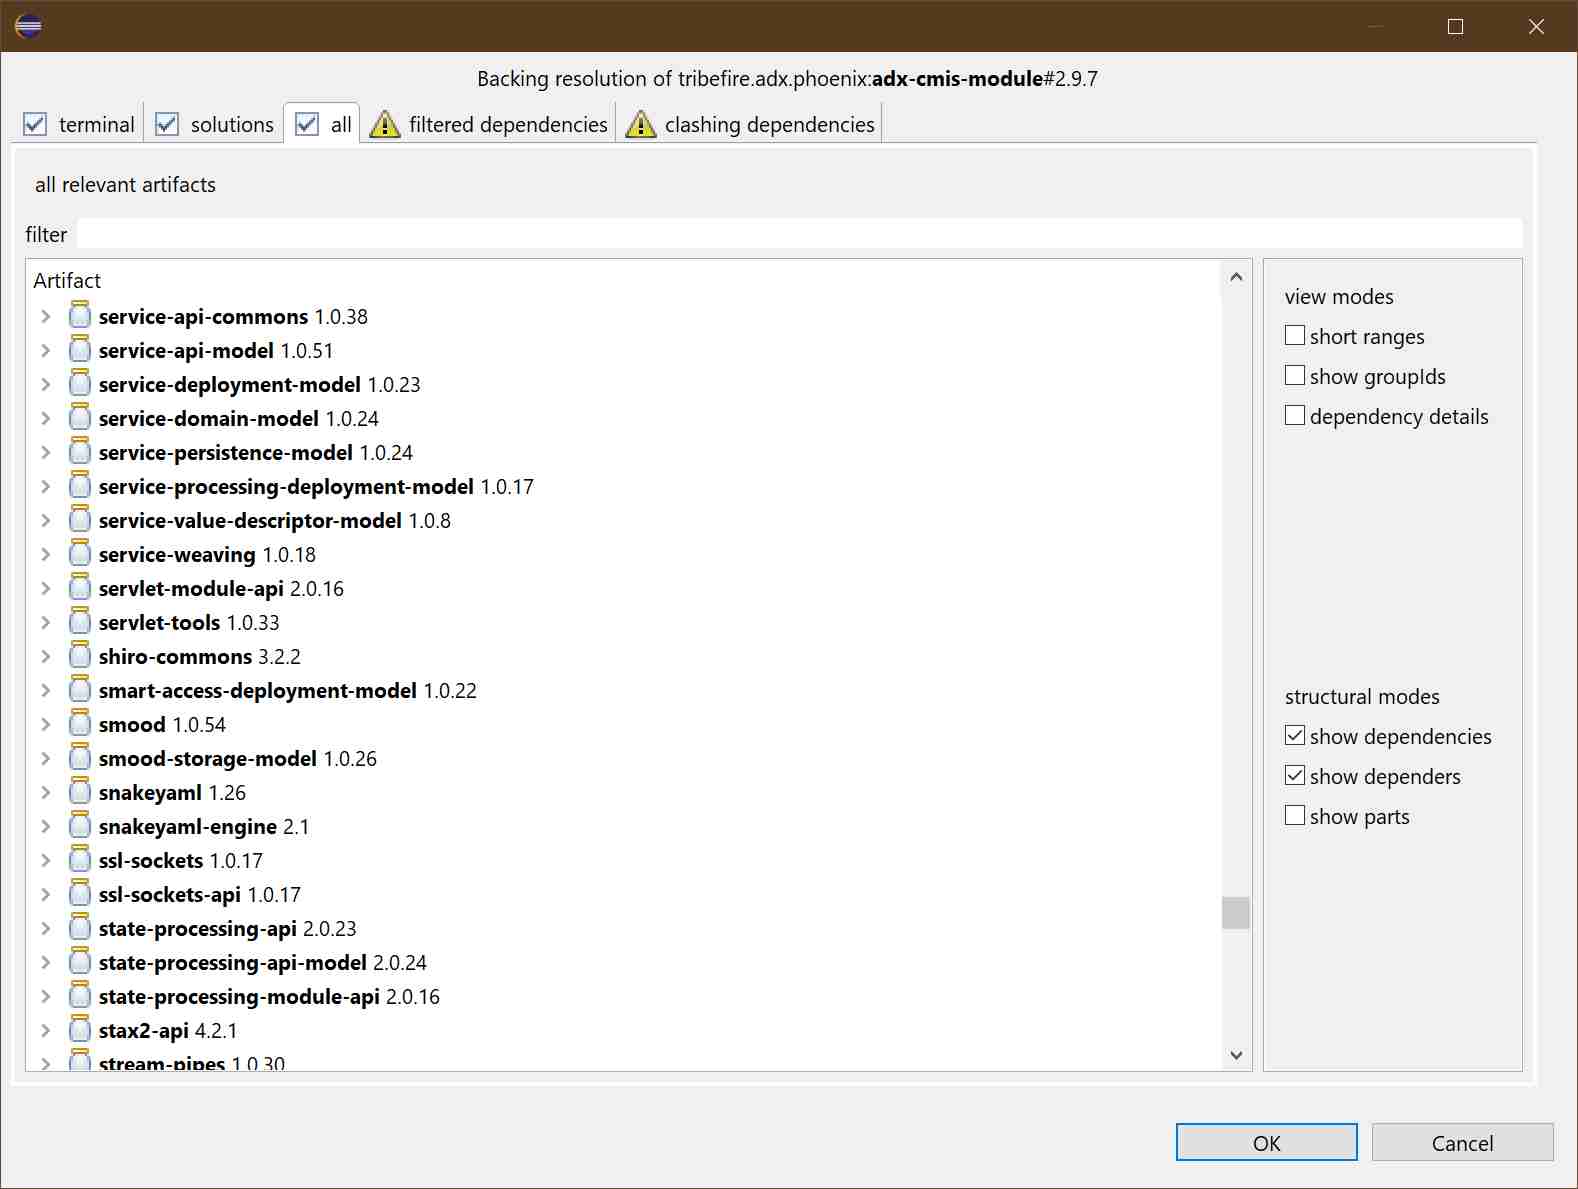 Backing resolution of tribefire.adx.phoenix:adx-cmis-module#2.9.7
terminal solutions all filtered dependencies clashing dependencies
all relevant artifacts
filter
Artifact
service-api-commons 1.0.38
service-api-model 1.0.51
service-deployment-model 1.0.23
service-domain-model 1.0.24
service-persistence-model 1.0.24
service-processing-deployment-model 1.0.17
service-value-descriptor-model 1.0.8
service-weaving 1.0.18
servlet-module-api 2.0.16
servlet-tools 1.0.33
shiro-commons 3.2.2
smart-access-deployment-model 1.0.22
smood 1.0.54
smood-storage-model 1.0.26
snakeyaml 1.26
snakeyaml-engine 2.1
ssl-sockets 1.0.17
ssl-sockets-api 1.0.17
state-processing-api 2.0.23
state-processing-api-model 2.0.24
state-processing-module-api 2.0.16
stax2-api 4.2.1
stream-pipes 1.0.30
view modes
short ranges
show groupIds
dependency details
structural modes
show dependencies
show dependers
show parts
OK Cancel